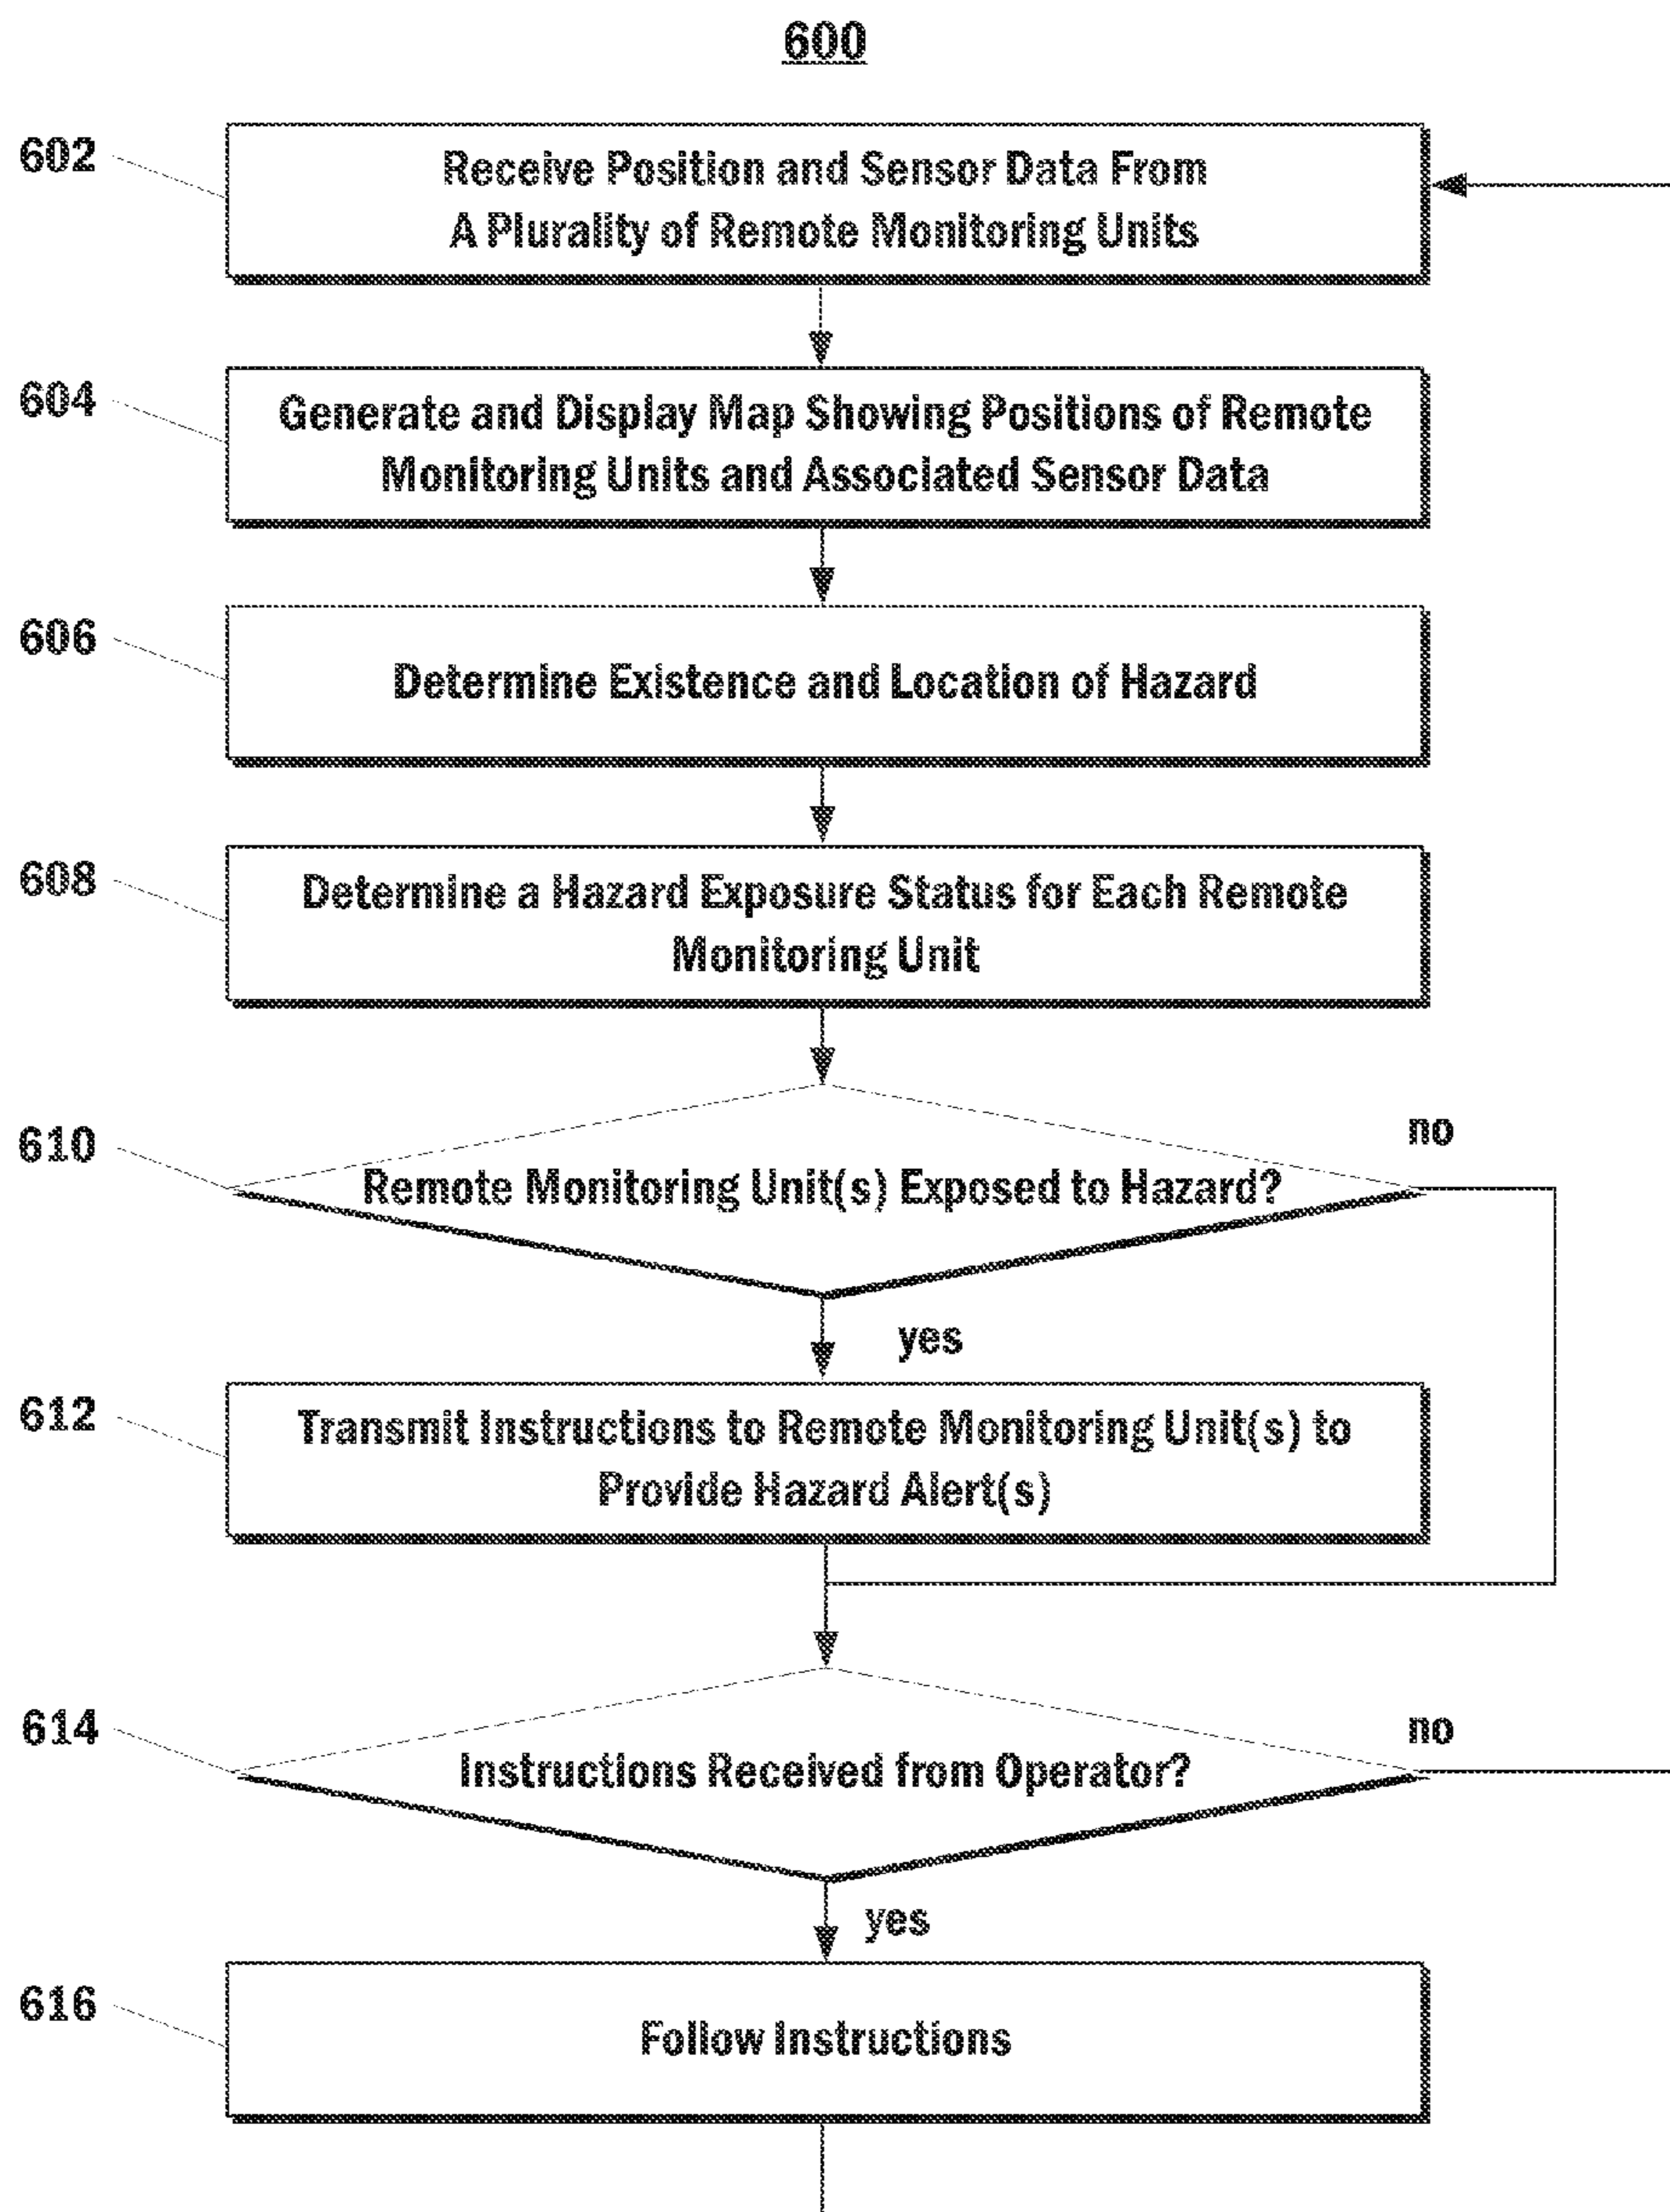 600
602
Receive Position and Sensor Data From
A Plurality of Remote Monitoring Units
604
Generate and Display Map Showing Positions of Remote
Monitoring Units and Associated Sensor Data
606
Determine Existence and Location of Hazard
608
Determine a Hazard Exposure Status for Each Remote
Monitoring Unit
610
no
Remote Monitoring Unit(s) Exposed to Hazard?
yes
612
Transmit Instructions to Remote Monitoring Unit(s) to
Provide Hazard Alert(s)
614
no
Instructions Received from Operator?
yes
616
Follow Instructions